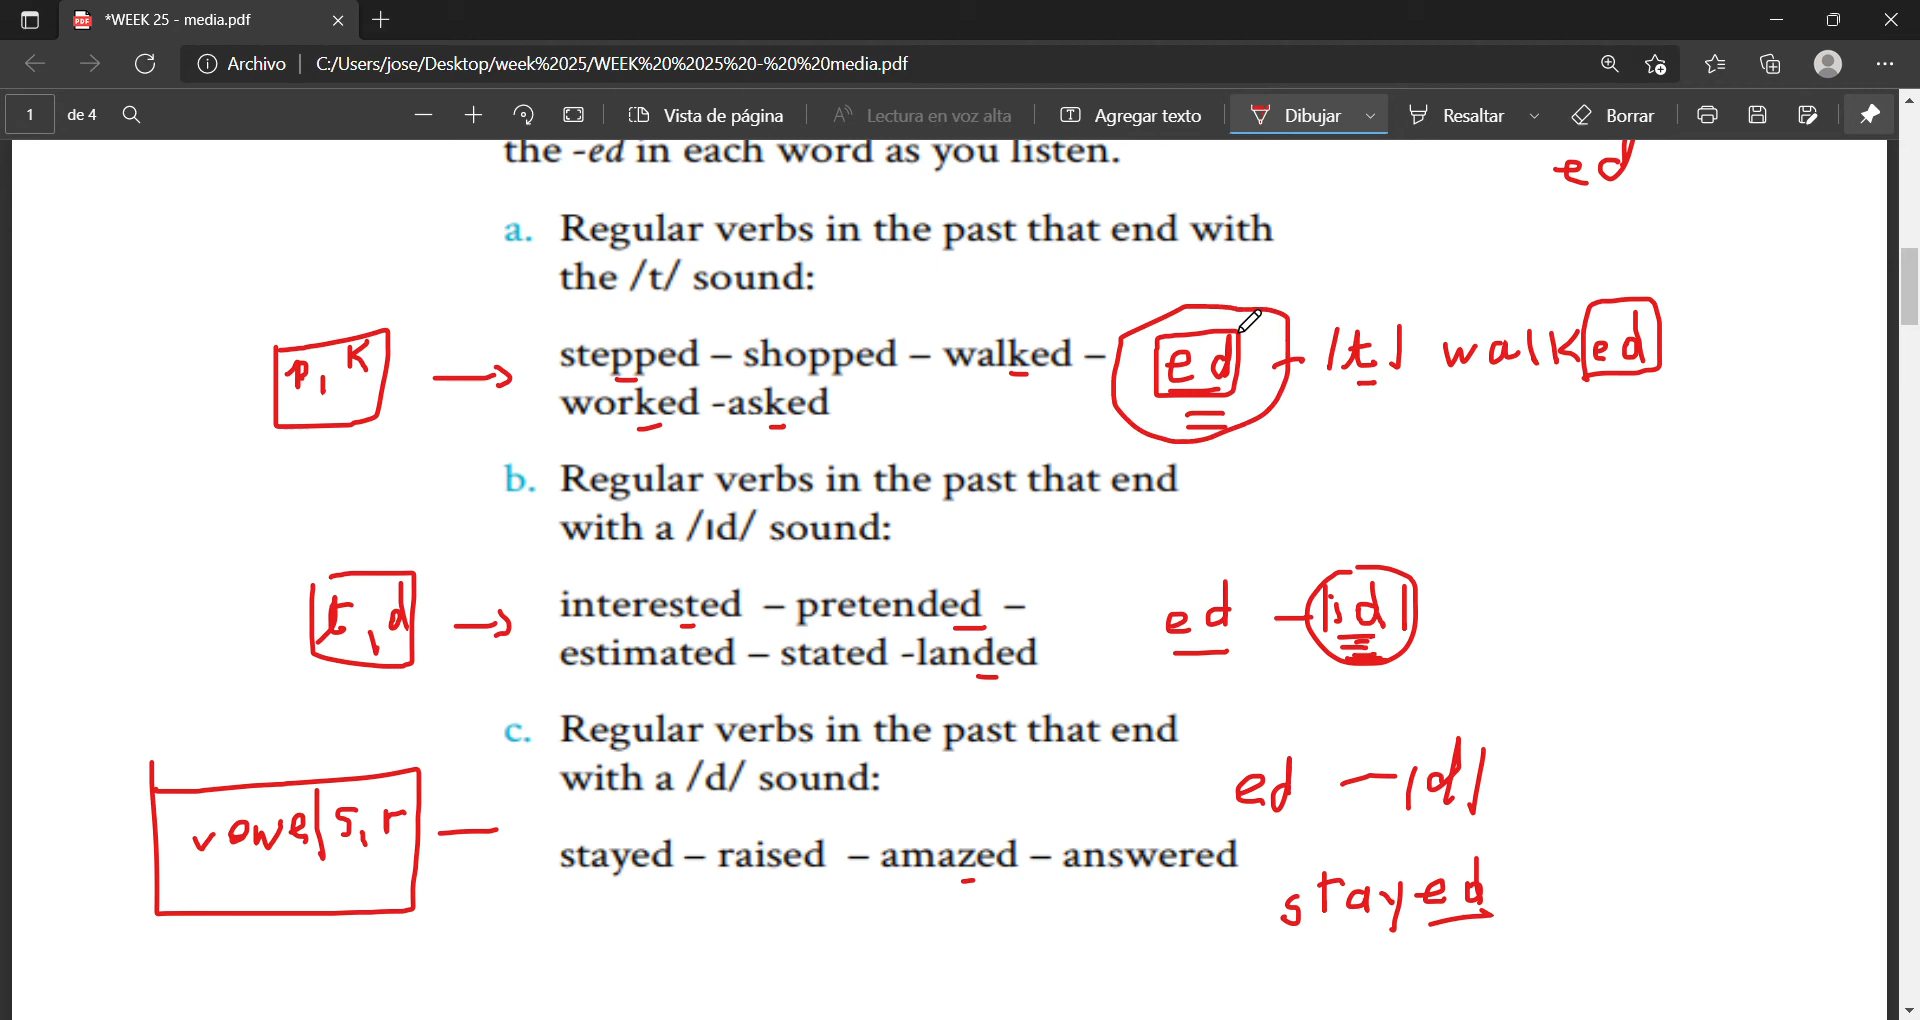 *WEEK 25 - media.pdf
Archivo | C:/Users/jose/Desktop/week%2025/WEEK%20%2025%20-%20%20media.pdf
1 de 4 Vista de página Lectura en voz alta Agregar texto Dibujar Resaltar Borrar
the -ed in each word as you listen.
ed
a. Regular verbs in the past that end with
the /t/ sound:
p, k → stepped – shopped – walked – ed - /t/ walked
worked -asked
b. Regular verbs in the past that end
with a /ɪd/ sound:
t, d → interested – pretended – ed - /id/
estimated – stated -landed
c. Regular verbs in the past that end
with a /d/ sound: ed - /d/
vowels, r -
stayed – raised – amazed – answered
stayed